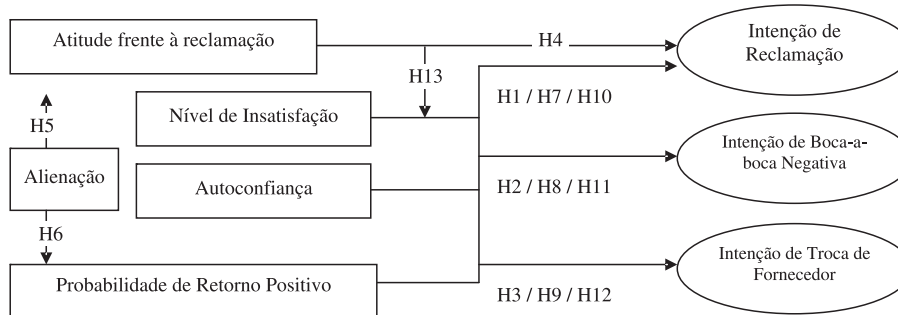 Atitude frente à reclamação
H4
Intenção de
Reclamação
H13
H1 / H7 / H10
Nível de Insatisfação
H5
Alienação
Autoconfiança
Intenção de Boca-a-
boca Negativa
H2 / H8 / H11
H6
Probabilidade de Retorno Positivo
Intenção de Troca de
Fornecedor
H3 / H9 / H12